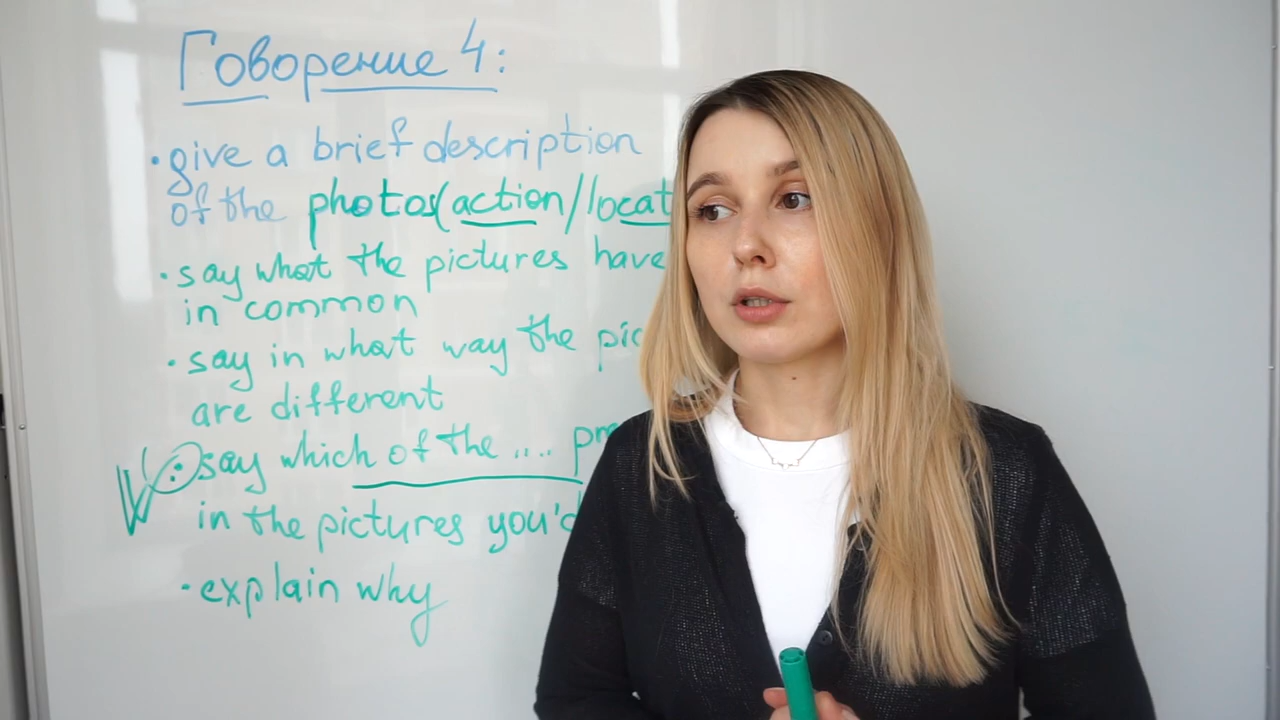 Говорение 4:
• give a brief description
of the photos (action/locat
• say what the pictures have
in common
• say in what way the pic
are different
• say which of the .... pre
in the pictures you'd
• explain why